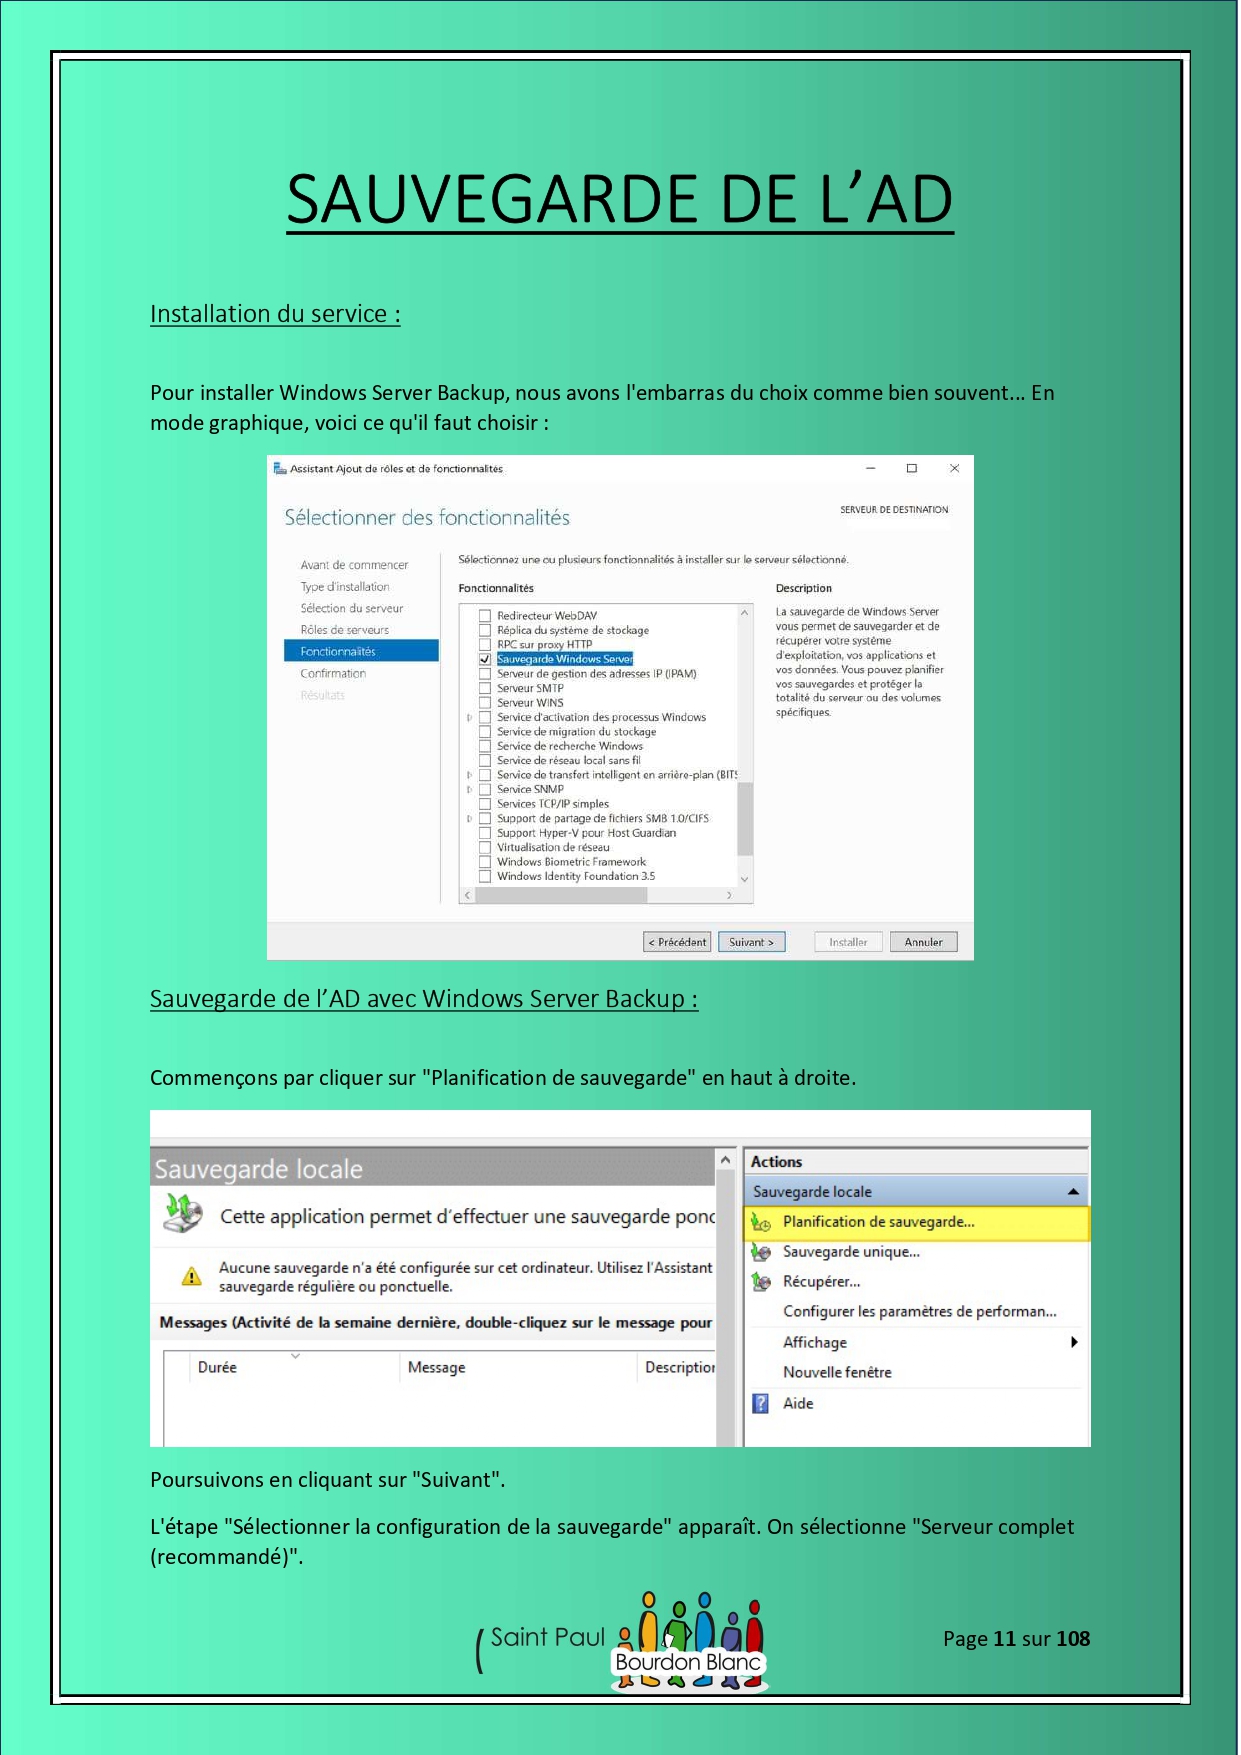 SAUVEGARDE DE L’AD
Installation du service :
Pour installer Windows Server Backup, nous avons l'embarras du choix comme bien souvent... En
mode graphique, voici ce qu'il faut choisir :
Assistant Ajout de rôles et de fonctionnalités
Sélectionner des fonctionnalités
SERVEUR DE DESTINATION
Avant de commencer
Type d'installation
Sélection du serveur
Rôles de serveurs
Fonctionnalités
Confirmation
Résultats
Sélectionnez une ou plusieurs fonctionnalités à installer sur le serveur sélectionné.
Fonctionnalités
Redirecteur WebDAV
Réplica du système de stockage
RPC sur proxy HTTP
Sauvegarde Windows Server
Serveur de gestion des adresses IP (IPAM)
Serveur SMTP
Serveur WINS
Service d'activation des processus Windows
Service de migration du stockage
Service de recherche Windows
Service de réseau local sans fil
Service de transfert intelligent en arrière-plan (BITS
Service SNMP
Services TCP/IP simples
Support de partage de fichiers SMB 1.0/CIFS
Support Hyper-V pour Host Guardian
Virtualisation de réseau
Windows Biometric Framework
Windows Identity Foundation 3.5
Description
La sauvegarde de Windows Server
vous permet de sauvegarder et de
récupérer votre système
d'exploitation, vos applications et
vos données. Vous pouvez planifier
vos sauvegardes et protéger la
totalité du serveur ou des volumes
spécifiques.
< Précédent
Suivant >
Installer
Annuler
Sauvegarde de l’AD avec Windows Server Backup :
Commençons par cliquer sur "Planification de sauvegarde" en haut à droite.
Sauvegarde locale
Cette application permet d’effectuer une sauvegarde ponc
Aucune sauvegarde n’a été configurée sur cet ordinateur. Utilisez l’Assistant
sauvegarde régulière ou ponctuelle.
Messages (Activité de la semaine dernière, double-cliquez sur le message pour
Durée
Message
Description
Actions
Sauvegarde locale
Planification de sauvegarde...
Sauvegarde unique...
Récupérer...
Configurer les paramètres de performan...
Affichage
Nouvelle fenêtre
Aide
Poursuivons en cliquant sur "Suivant".
L'étape "Sélectionner la configuration de la sauvegarde" apparaît. On sélectionne "Serveur complet
(recommandé)".
Saint Paul
Bourdon Blanc
Page 11 sur 108